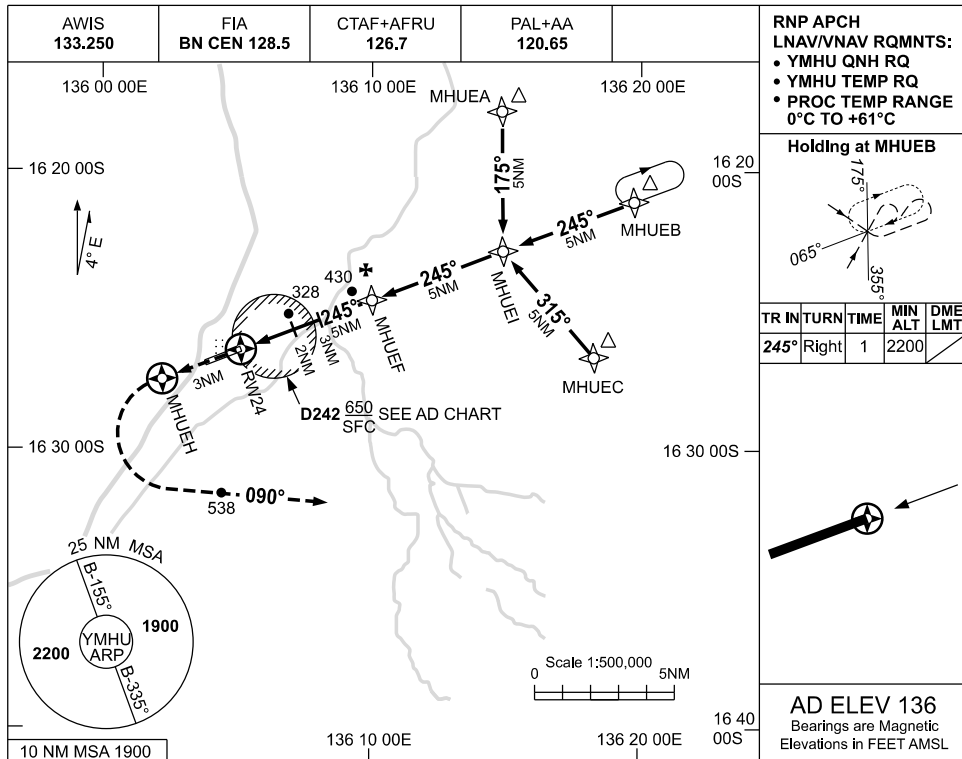 AWIS
133.250
FIA
BN CEN 128.5
CTAF+AFRU
126.7
PAL+AA
120.65
RNP APCH
LNAV/VNAV RQMNTS:
• YMHU QNH RQ
• YMHU TEMP RQ
• PROC TEMP RANGE
0°C TO +61°C
136 00 00E
136 10 00E
136 20 00E
MHUEA
16 20 00S
16 20
00S
175°
5NM
4° E
245°
5NM
MHUEB
MHUEI
245°
5NM
315°
5NM
MHUEC
430
MHUEF
328
245°
5NM
3NM
2NM
RW24
3NM
MHUEH
D242 650 SEE AD CHART
SFC
16 30 00S
16 30 00S
090°
538
25 NM MSA
B-155°
1900
YMHU
ARP
2200
B-335°
Scale 1:500,000
0
5NM
10 NM MSA 1900
136 10 00E
136 20 00E
16 40
00S
Holding at MHUEB
175°
065°
355°
TR IN TURN TIME MIN ALT DME LMT
245° Right 1 2200
AD ELEV 136
Bearings are Magnetic
Elevations in FEET AMSL